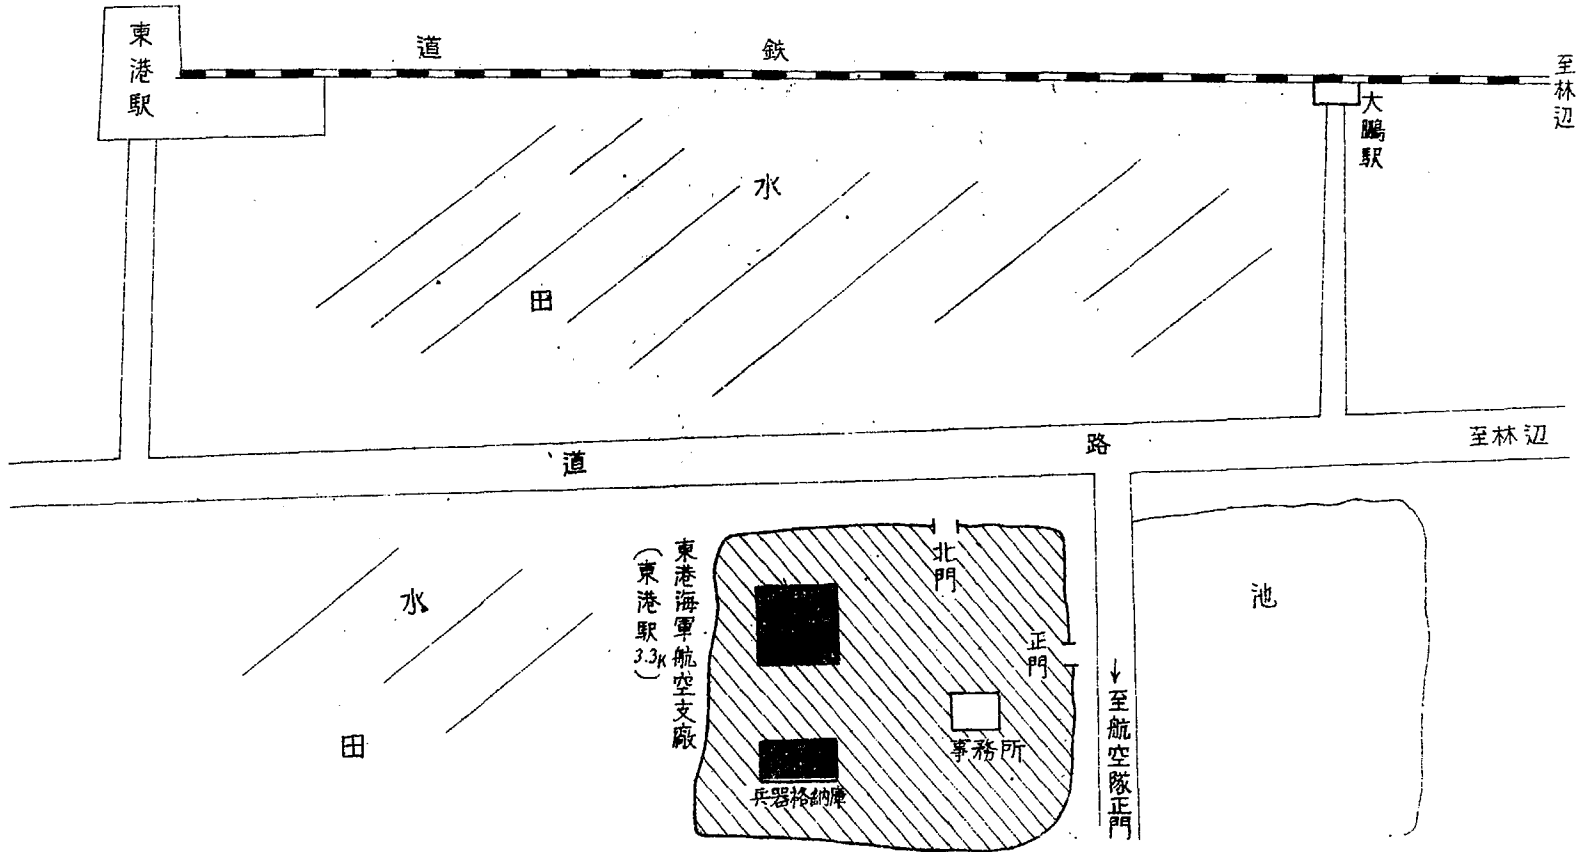 東港駅
道
鉄
至林辺
大鵬駅
水
田
道
路
至林辺
水
田
東港海軍航空支廠
(東港駅3.3K)
北門
正門
事務所
兵器格納庫
↓至航空隊正門
池